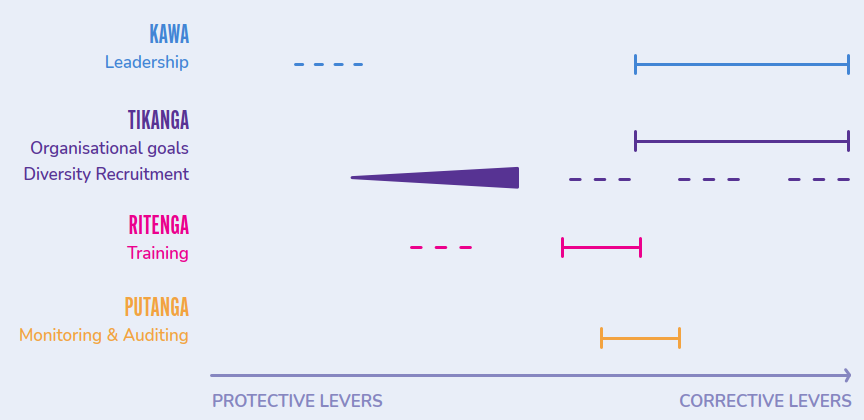 KAWA
Leadership
TIKANGA
Organisational goals
Diversity Recruitment
RITENGA
Training
PUTANGA
Monitoring & Auditing
PROTECTIVE LEVERS
CORRECTIVE LEVERS